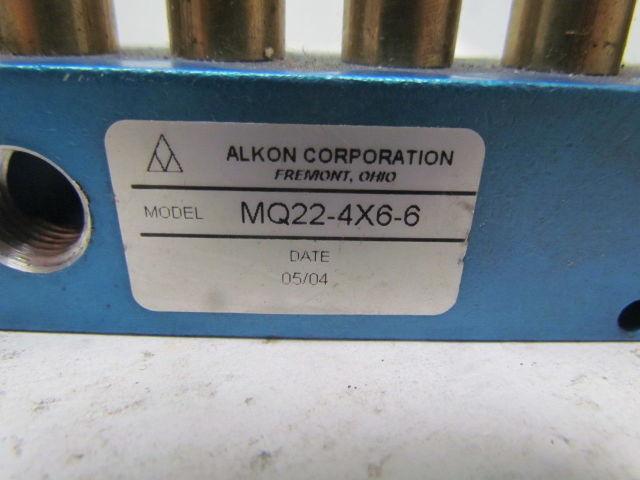 ALKON CORPORATION
FREMONT, OHIO
MODEL MQ22-4X6-6
DATE
05/04